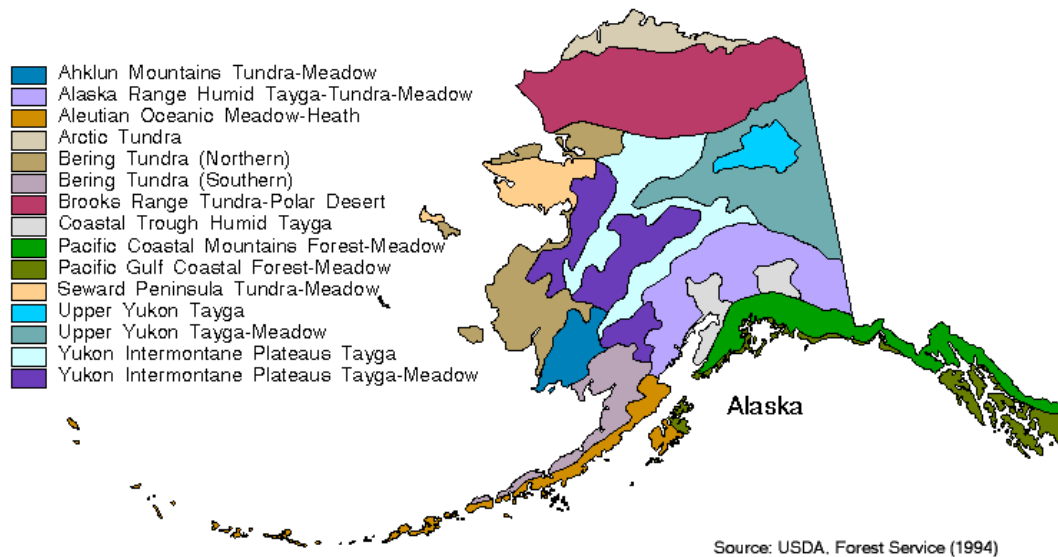 Ahklun Mountains Tundra-Meadow
Alaska Range Humid Tayga-Tundra-Meadow
Aleutian Oceanic Meadow-Heath
Arctic Tundra
Bering Tundra (Northern)
Bering Tundra (Southern)
Brooks Range Tundra-Polar Desert
Coastal Trough Humid Tayga
Pacific Coastal Mountains Forest-Meadow
Pacific Gulf Coastal Forest-Meadow
Seward Peninsula Tundra-Meadow
Upper Yukon Tayga
Upper Yukon Tayga-Meadow
Yukon Intermontane Plateaus Tayga
Yukon Intermontane Plateaus Tayga-Meadow
Alaska
Source: USDA, Forest Service (1994)